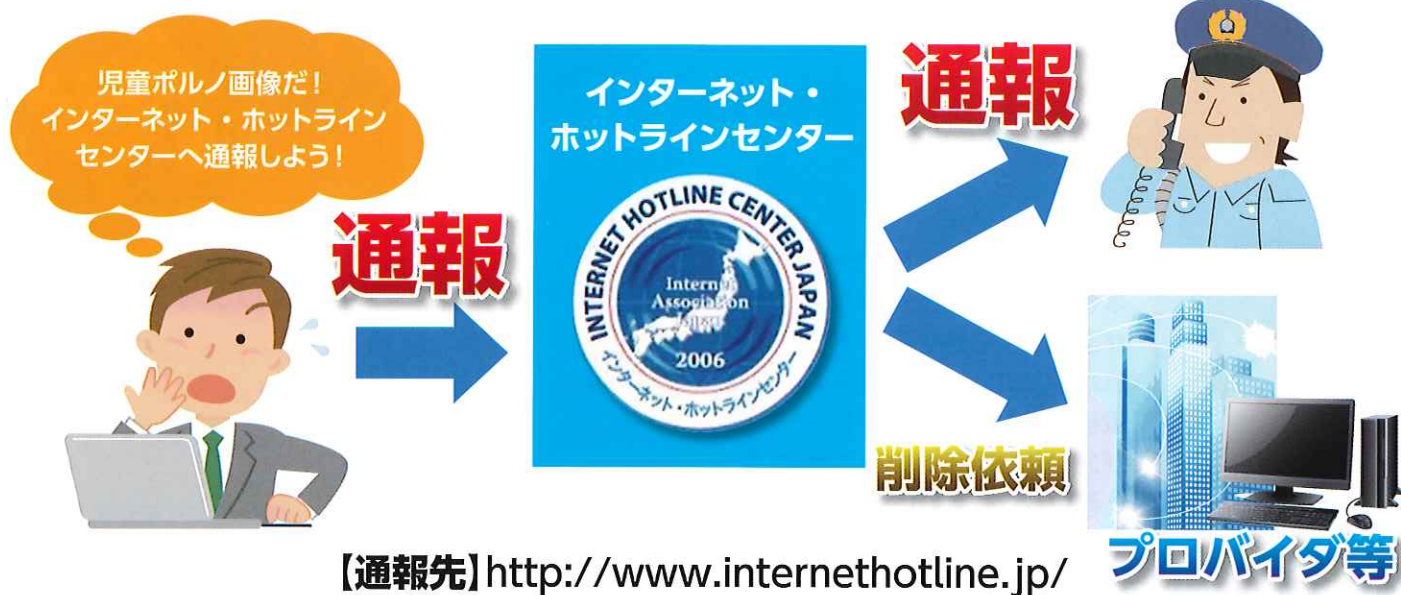 児童ポルノ画像だ！
インターネット・ホットライン
センターへ通報しよう！
通報
インターネット・
ホットラインセンター
INTERNET HOTLINE CENTER JAPAN
Internet
Association
Japan
2006
インターネット・ホットラインセンター
通報
削除依頼
プロバイダ等
【通報先】http://www.internethotline.jp/